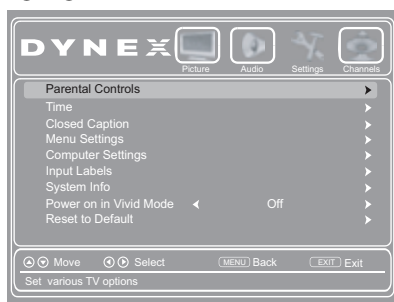 DYNEX
Picture Audio Settings Channels
Parental Controls
Time
Closed Caption
Menu Settings
Computer Settings
Input Labels
System Info
Power on in Vivid Mode Off
Reset to Default
Move Select MENU Back EXIT Exit
Set various TV options